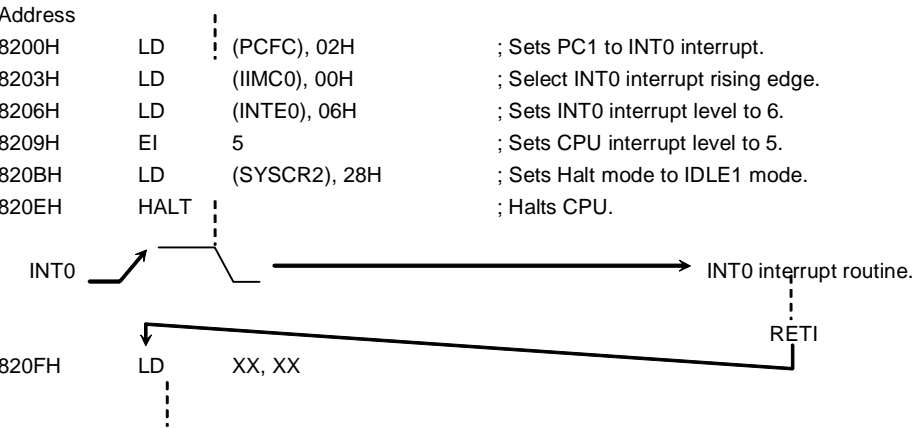 Address
8200H LD (PCFC), 02H ; Sets PC1 to INT0 interrupt.
8203H LD (IIMC0), 00H ; Select INT0 interrupt rising edge.
8206H LD (INTE0), 06H ; Sets INT0 interrupt level to 6.
8209H EI 5 ; Sets CPU interrupt level to 5.
820BH LD (SYSCR2), 28H ; Sets Halt mode to IDLE1 mode.
820EH HALT ; Halts CPU.
INT0 INT0 interrupt routine.
RETI
820FH LD XX, XX